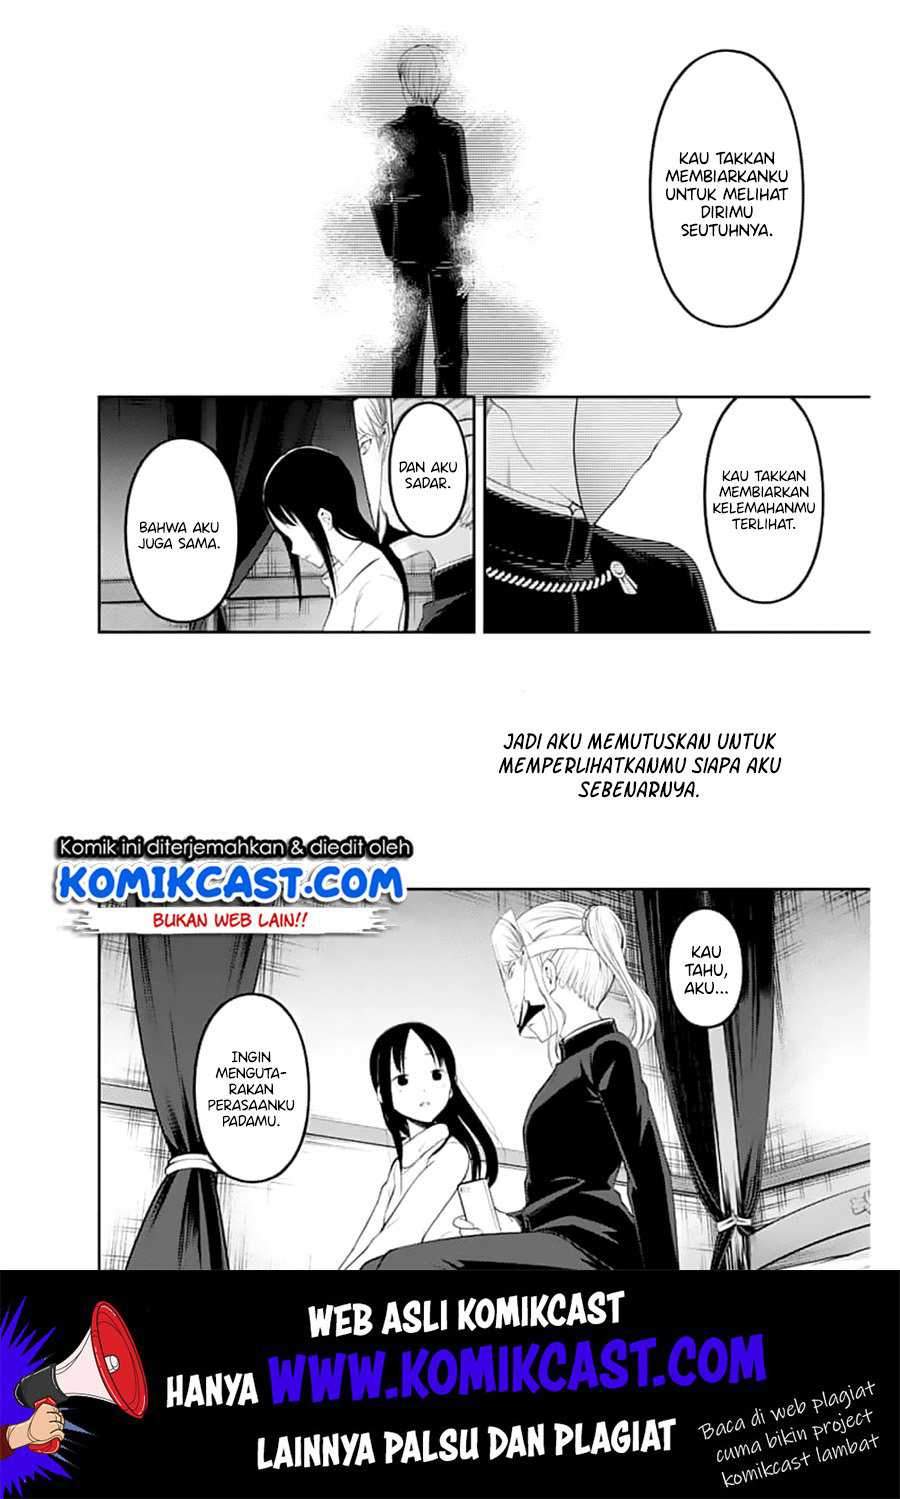 KAU TAKKAN
MEMBIARKANKU
UNTUK MELIHAT
DIRIMU
SEUTUHNYA.
KAU TAKKAN
MEMBIARKAN
KELEMAHANMU
TERLIHAT.
DAN AKU
SADAR.
BAHWA AKU
JUGA SAMA.
JADI AKU MEMUTUSKAN UNTUK
MEMPERLIHATKANMU SIAPA AKU
SEBENARNYA.
Komik ini diterjemahkan & diedit oleh
KOMIKCAST.COM
BUKAN WEB LAIN!!
KAU
TAHU,
AKU...
INGIN
MENGUTA-
RAKAN
PERASAANKU
PADAMU.
WEB ASLI KOMIKCAST
HANYA WWW.KOMIKCAST.COM
LAINNYA PALSU DAN PLAGIAT
Baca di web plagiat
cuma bikin project
komikcast lambat